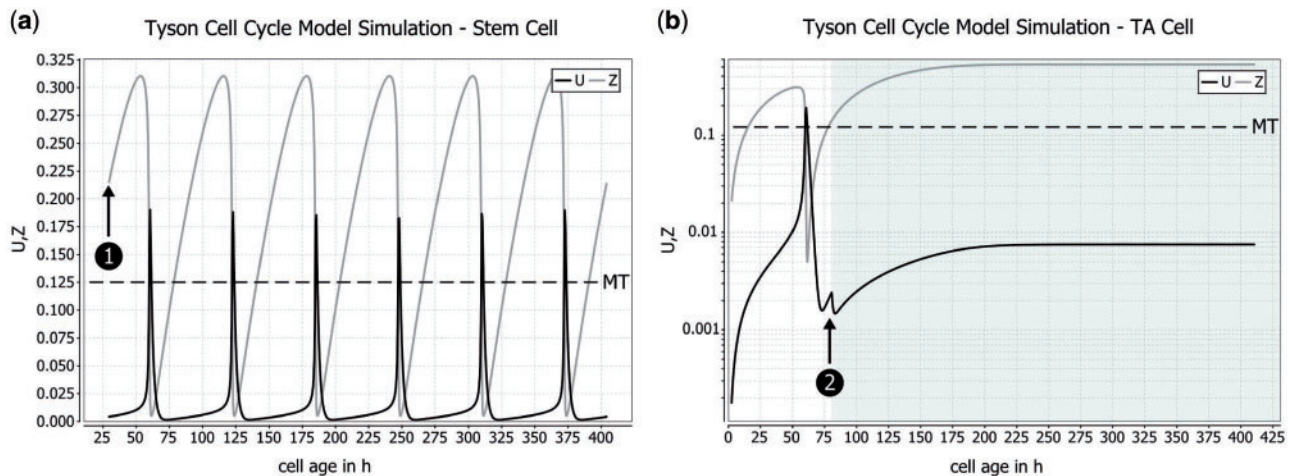 (a)
Tyson Cell Cycle Model Simulation - Stem Cell
U Z
0.325
0.300
0.275
0.250
0.225
0.200
0.175
0.150
0.125
0.100
0.075
0.050
0.025
0.000
U,Z
1
MT
25 50 75 100 125 150 175 200 225 250 275 300 325 350 375 400
cell age in h
(b)
Tyson Cell Cycle Model Simulation - TA Cell
U Z
0.1
0.01
0.001
U,Z
MT
2
0 25 50 75 100 125 150 175 200 225 250 275 300 325 350 375 400 425
cell age in h